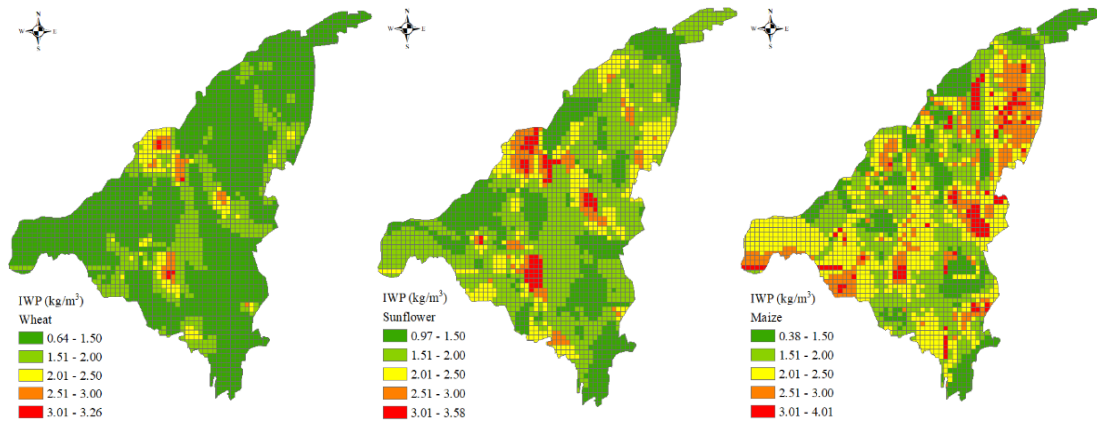 N
W E
S
IWP (kg/m³)
Wheat
0.64 - 1.50
1.51 - 2.00
2.01 - 2.50
2.51 - 3.00
3.01 - 3.26
N
W E
S
IWP (kg/m³)
Sunflower
0.97 - 1.50
1.51 - 2.00
2.01 - 2.50
2.51 - 3.00
3.01 - 3.58
N
W E
S
IWP (kg/m³)
Maize
0.38 - 1.50
1.51 - 2.00
2.01 - 2.50
2.51 - 3.00
3.01 - 4.01